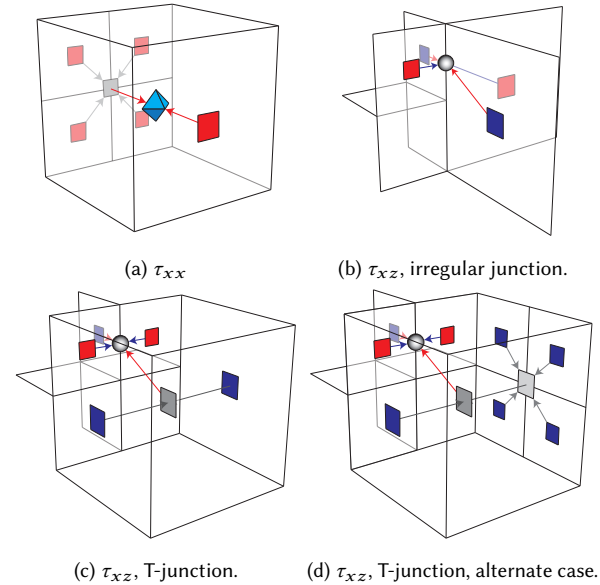 (a) τxx
(b) τxz, irregular junction.
(c) τxz, T-junction.
(d) τxz, T-junction, alternate case.